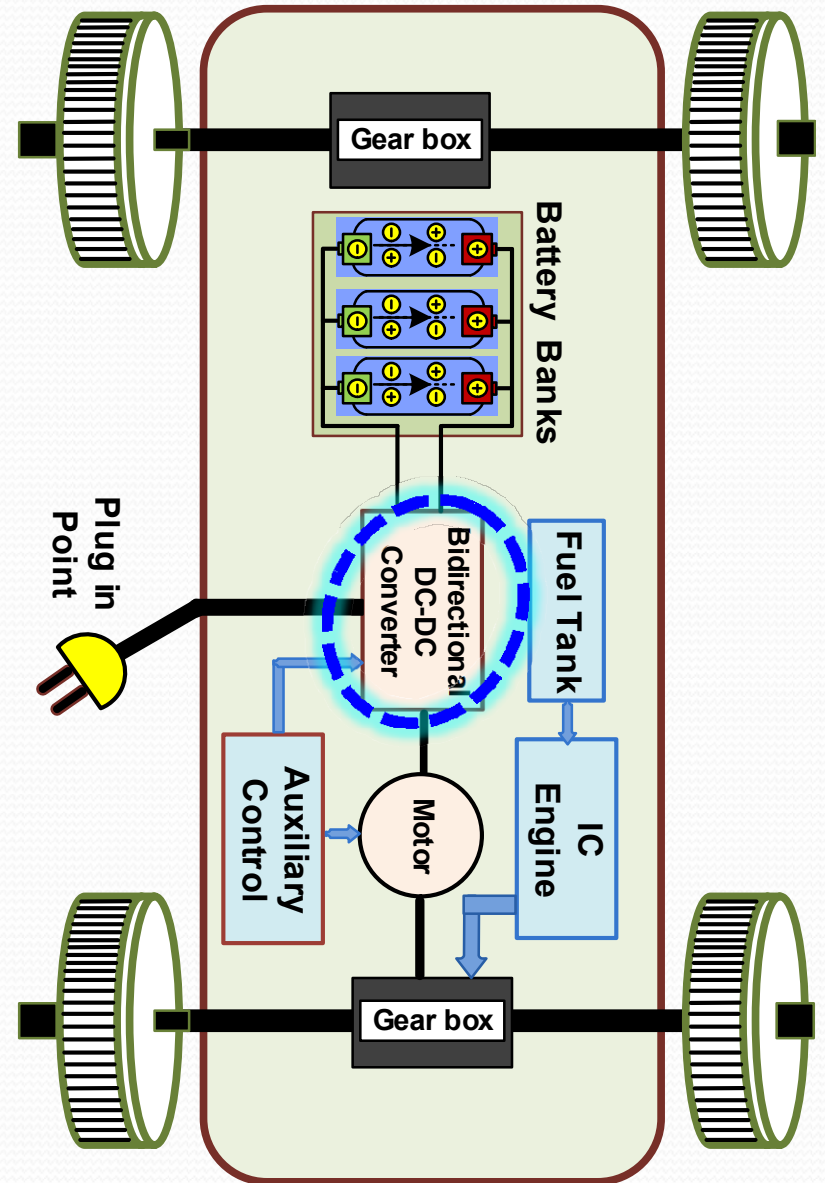 Gear box
Battery Banks
Plug in
Point
Bidirectional
DC-DC
Converter
Fuel Tank
IC
Engine
Auxiliary
Control
Motor
Gear box